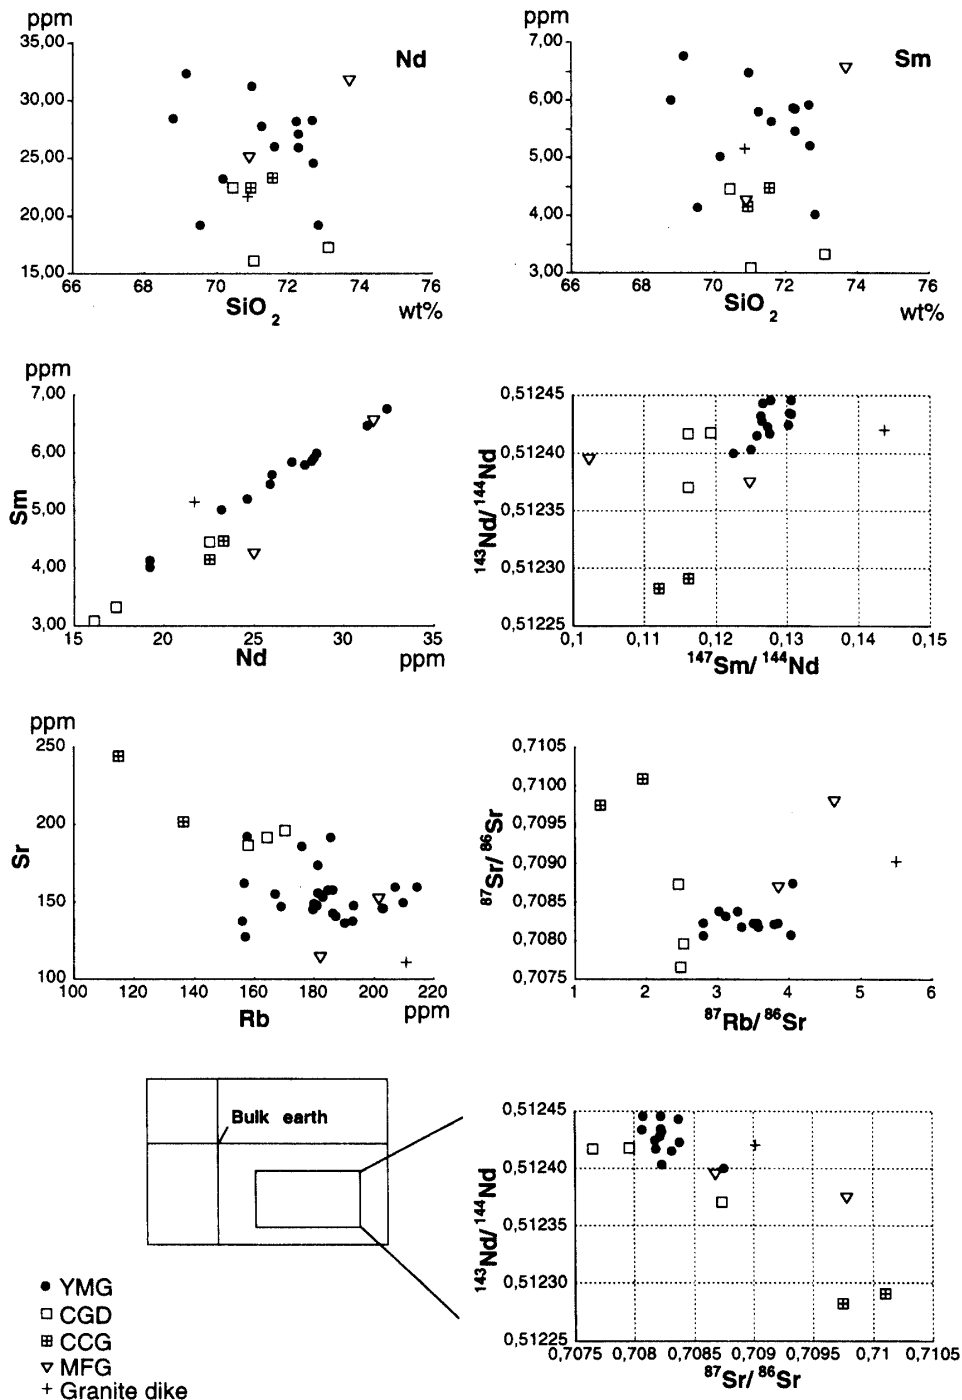 ppm
35,00
30,00
25,00
20,00
15,00
Nd
66 68 70 72 74 76
SiO2
wt%
ppm
7,00
6,00
5,00
4,00
3,00
Sm
66 68 70 72 74 76
SiO2
wt%
ppm
7,00
6,00
5,00
4,00
3,00
Sm
15 20 25 30 35
Nd
ppm
0,51245
0,51240
0,51235
0,51230
0,51225
143Nd/ 144Nd
0,1 0,11 0,12 0,13 0,14 0,15
147Sm/ 144Nd
ppm
250
200
150
100
Sr
100 120 140 160 180 200 220
Rb
ppm
0,7105
0,7100
0,7095
0,7090
0,7085
0,7080
0,7075
87Sr/ 86Sr
1 2 3 4 5 6
87Rb/ 86Sr
Bulk earth
0,51245
0,51240
0,51235
0,51230
0,51225
143Nd/ 144Nd
0,7075 0,708 0,7085 0,709 0,7095 0,71 0,7105
87Sr/ 86Sr
YMG
CGD
CCG
MFG
Granite dike